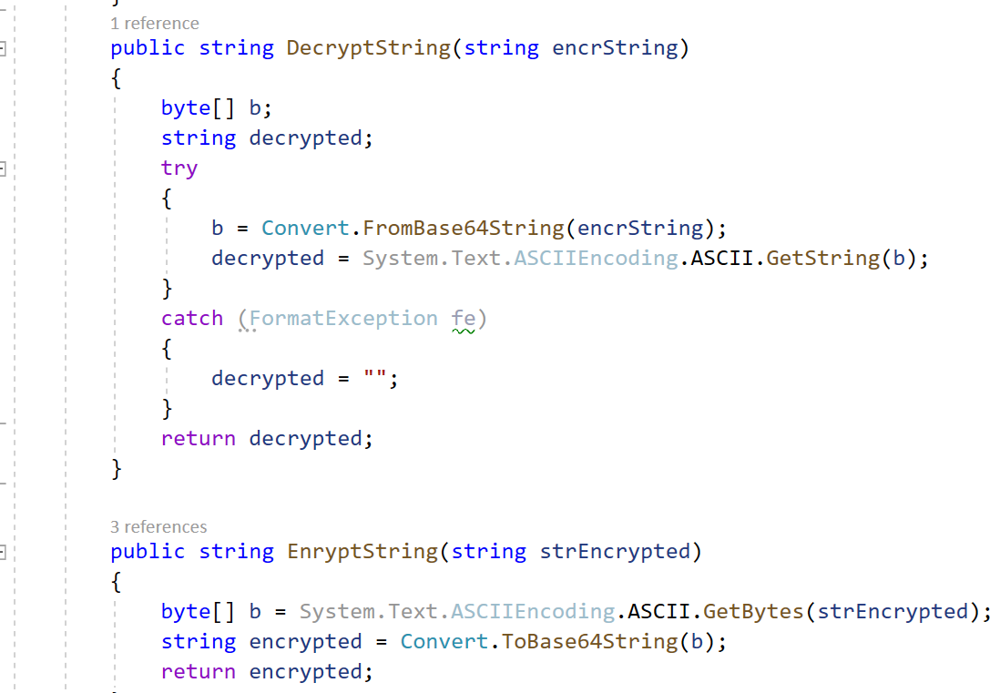 }
1 reference
public string DecryptString(string encrString)
{
byte[] b;
string decrypted;
try
{
b = Convert.FromBase64String(encrString);
decrypted = System.Text.ASCIIEncoding.ASCII.GetString(b);
}
catch (FormatException fe)
{
decrypted = "";
}
return decrypted;
}
3 references
public string EnryptString(string strEncrypted)
{
byte[] b = System.Text.ASCIIEncoding.ASCII.GetBytes(strEncrypted);
string encrypted = Convert.ToBase64String(b);
return encrypted;